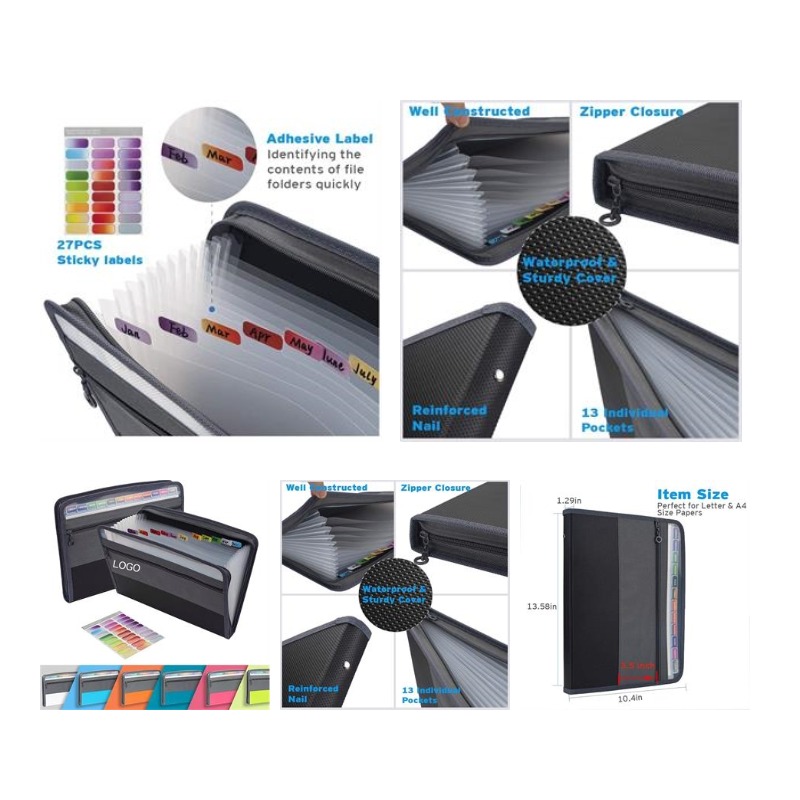 Adhesive Label
Identifying the
contents of file
folders quickly
Feb
Mar
27PCS
Sticky labels
Jan
Feb
Mar
Apr
May
June
July
Well Constructed
Zipper Closure
Waterproof &
Sturdy Cover
Reinforced
Nail
13 Individual
Pockets
LOGO
Well Constructed
Zipper Closure
Waterproof &
Sturdy Cover
Reinforced
Nail
13 Individual
Pockets
Item Size
Perfect for Letter & A4
Size Papers
1.29in
13.58in
3.5 inch
10.4in